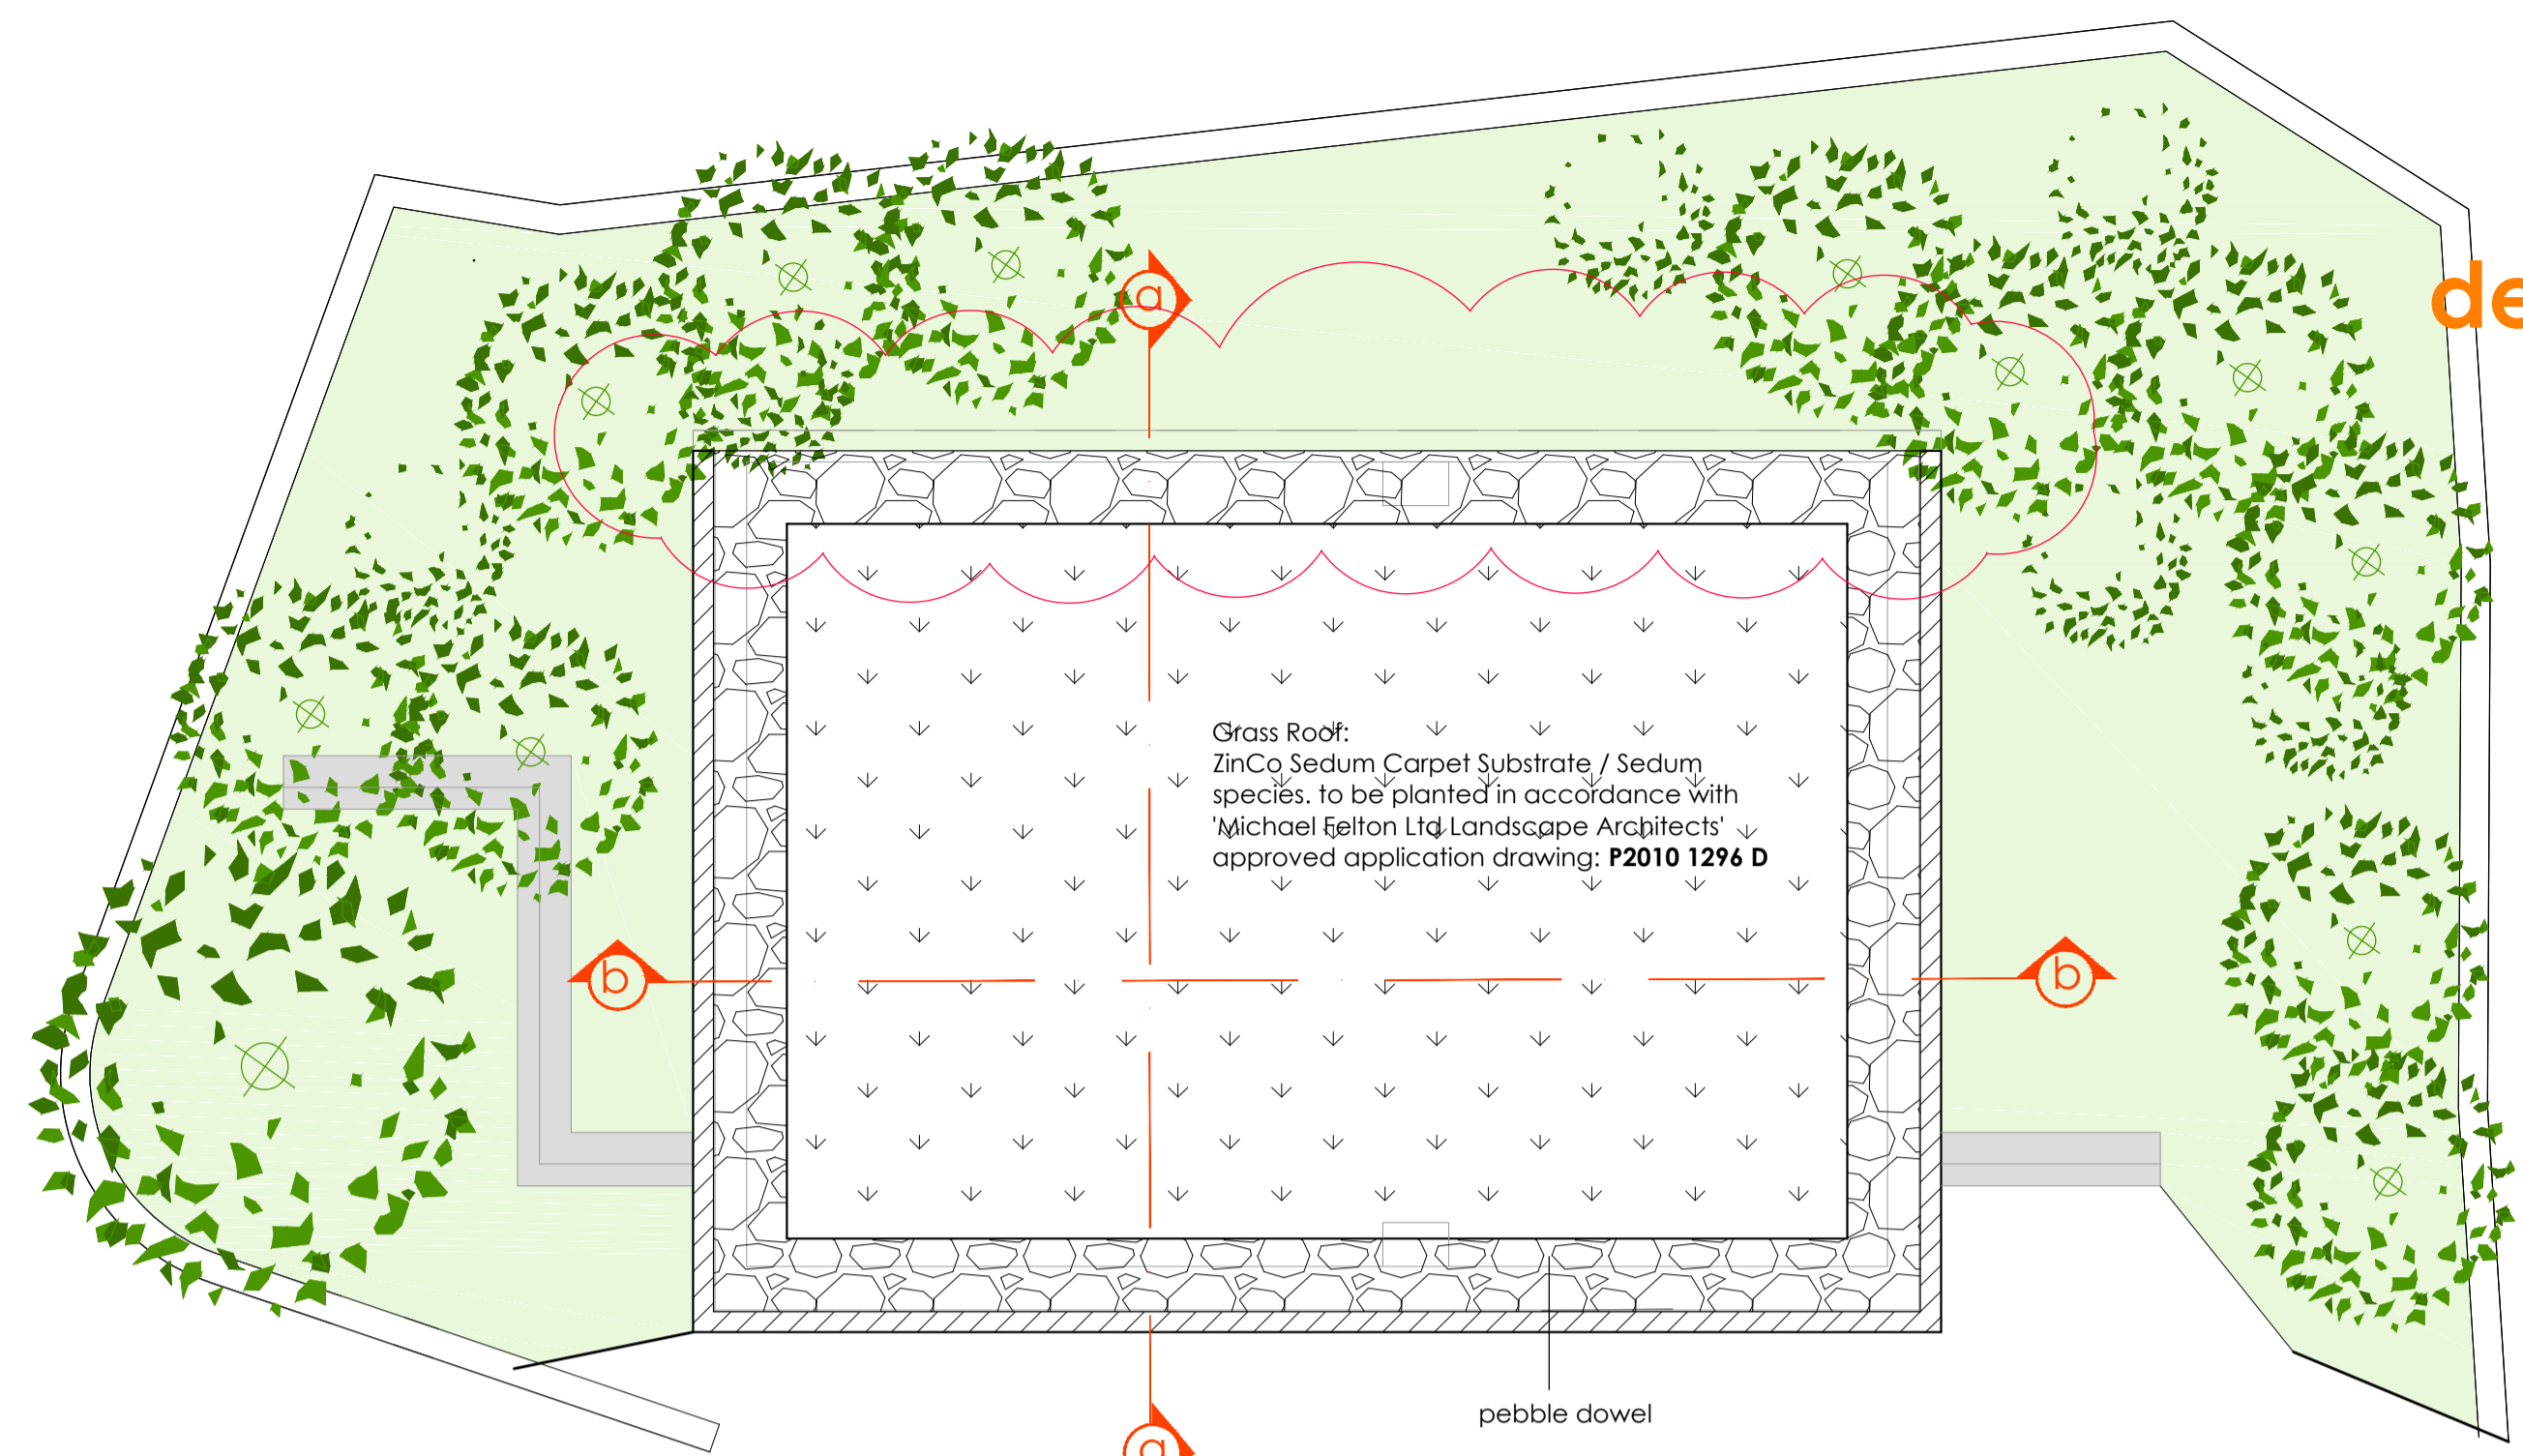 a
de
Grass Roof:
ZinCo Sedum Carpet Substrate / Sedum
species. to be planted in accordance with
'Michael Felton Ltd Landscape Architects'
approved application drawing: P2010 1296 D
b
b
pebble dowel
a